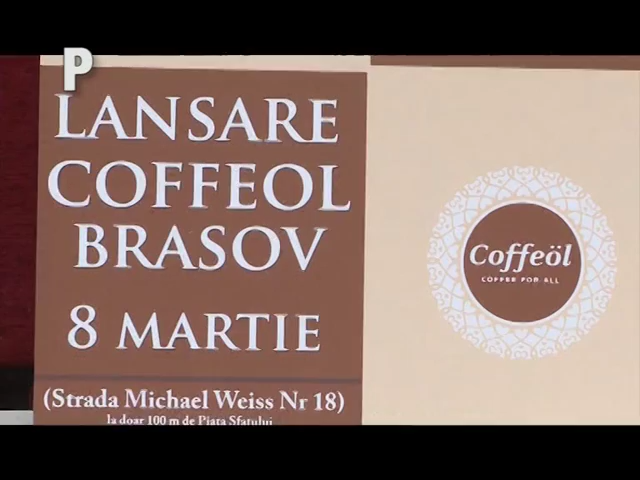 P
LANSARE
COFFEOL
BRASOV
8 MARTIE
(Strada Michael Weiss Nr 18)
la doar 100 m de Piata Sfatului
Coffeöl
COFFEE FOR ALL